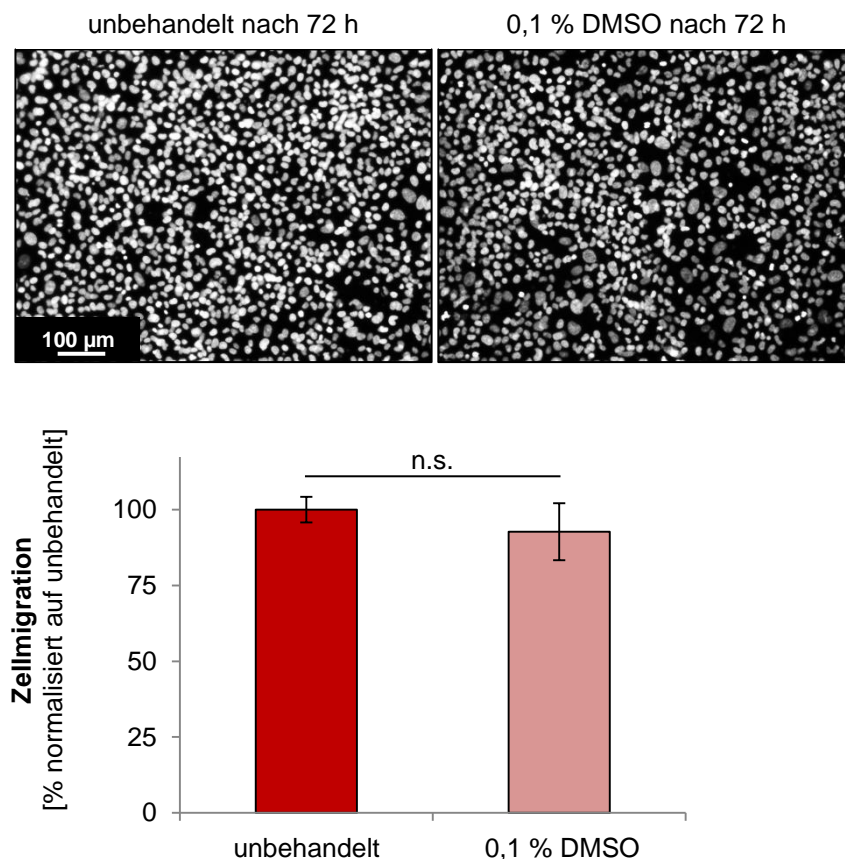 unbehandelt nach 72 h
0,1 % DMSO nach 72 h
100 µm
n.s.
Zellmigration
[% normalisiert auf unbehandelt]
100
75
50
25
0
unbehandelt
0,1 % DMSO